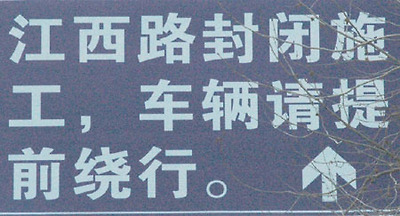 江西路封闭施
工，车辆请提
前绕行。